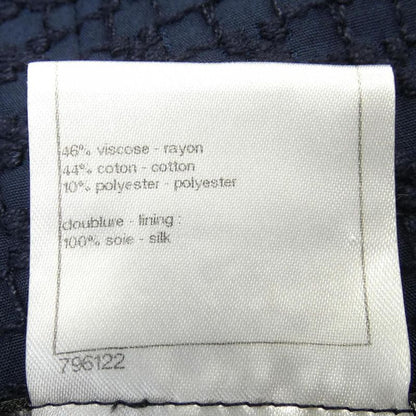 46% viscose - rayon
44% coton - cotton
10% polyester - polyester
doublure - lining :
100% soie - silk
796122